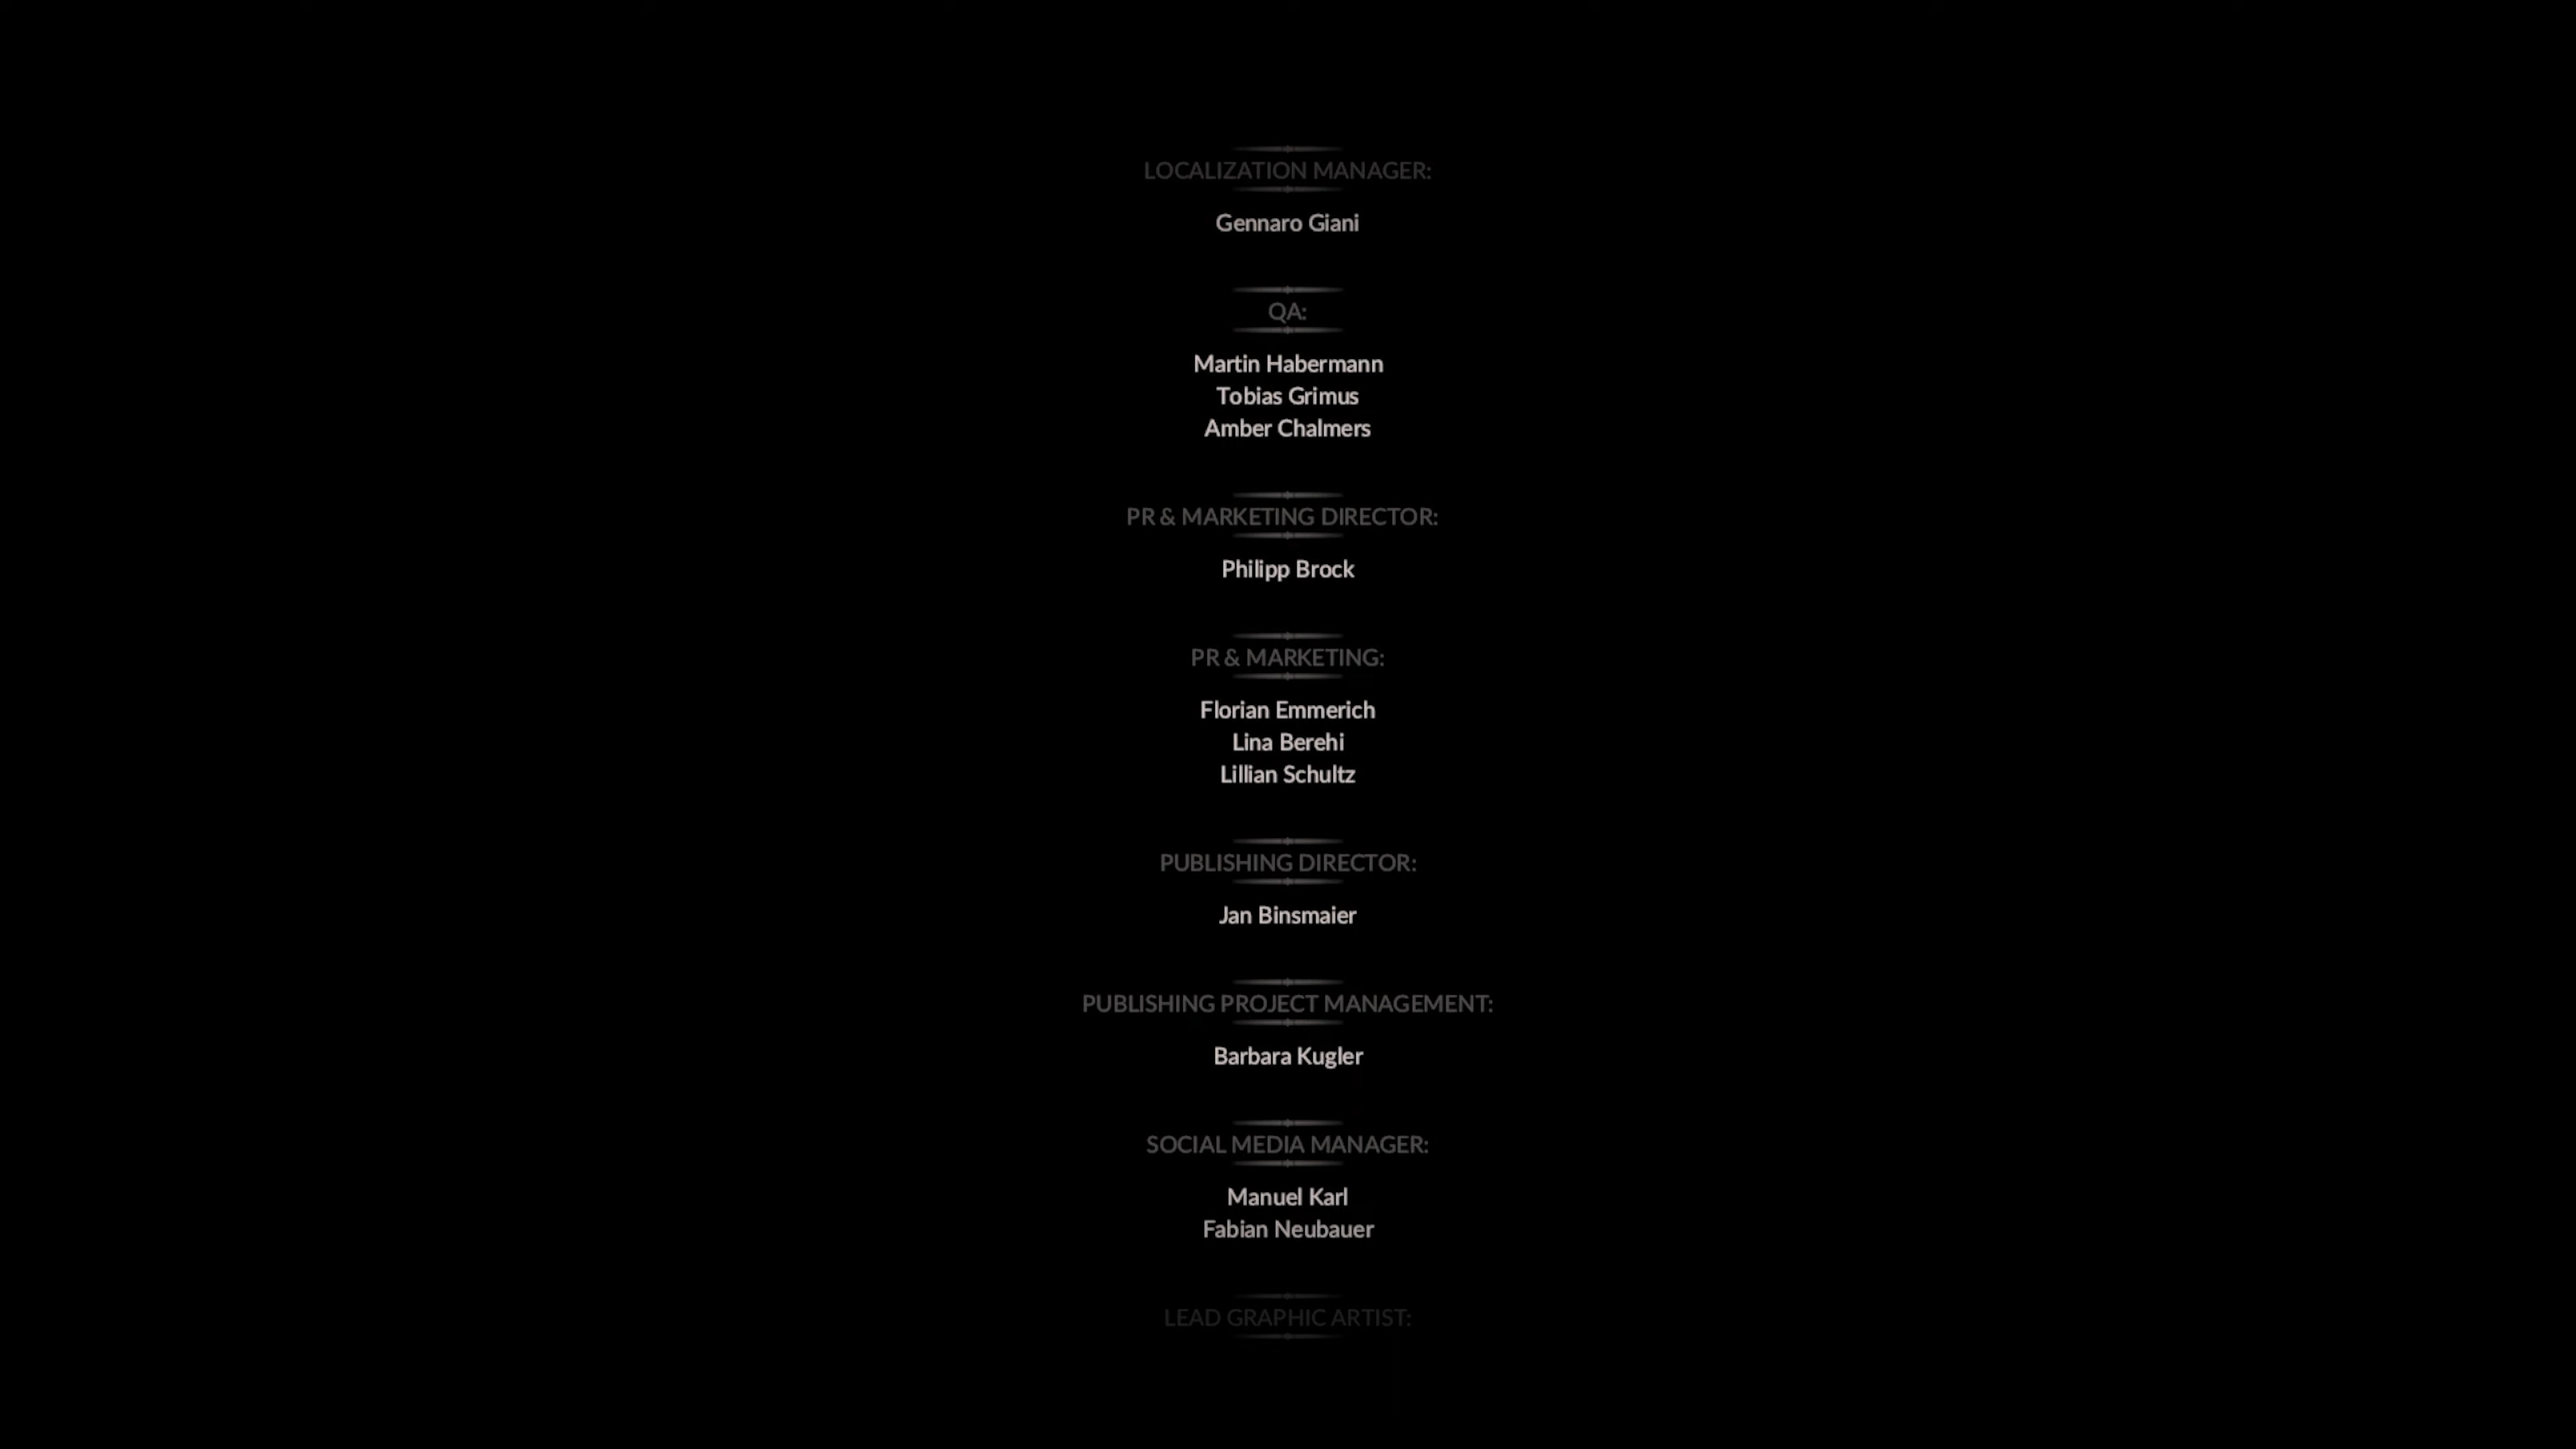 LOCALIZATION MANAGER:
Gennaro Giani
QA:
Martin Habermann
Tobias Grimus
Amber Chalmers
PR & MARKETING DIRECTOR:
Philipp Brock
PR & MARKETING:
Florian Emmerich
Lina Berehi
Lillian Schultz
PUBLISHING DIRECTOR:
Jan Binsmaier
PUBLISHING PROJECT MANAGEMENT:
Barbara Kugler
SOCIAL MEDIA MANAGER:
Manuel Karl
Fabian Neubauer
LEAD GRAPHIC ARTIST: